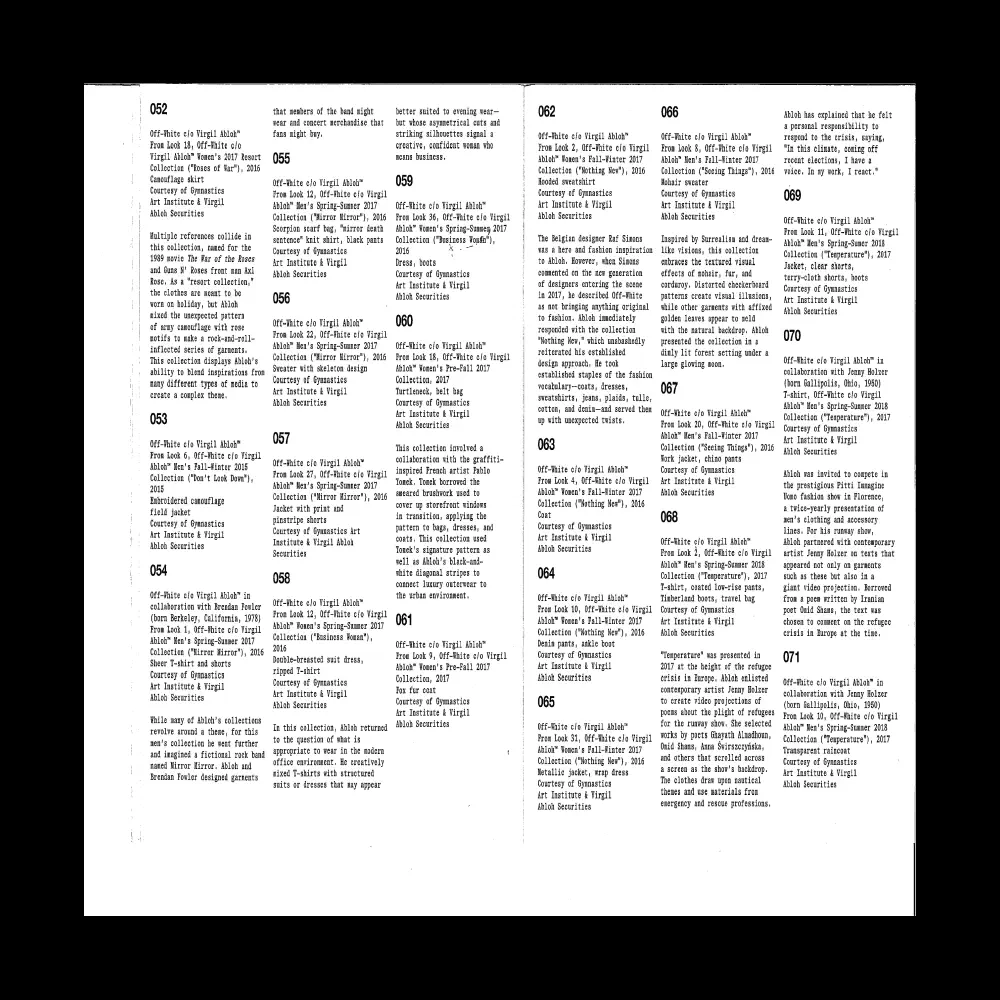 052
Off-White c/o Virgil Abloh™
From Look 18, Off-White c/o
Virgil Abloh™ Women's 2017 Resort
Collection ("Roses of War"), 2016
Camouflage skirt
Courtesy of Gymnastics
Art Institute & Virgil
Abloh Securities
Multiple references collide in
this collection, named for the
1989 movie The War of the Roses
and Guns N' Roses front man Axl
Rose. As a "resort collection,"
the clothes are meant to be
worn on holiday, but Abloh
mixed the unexpected pattern
of army camouflage with rose
motifs to make a rock-and-roll-
inflected series of garments.
This collection displays Abloh's
ability to blend inspirations from
many different types of media to
create a complex theme.
053
Off-White c/o Virgil Abloh™
From Look 6, Off-White c/o Virgil
Abloh™ Men's Fall-Winter 2015
Collection ("Don't Look Down"),
2015
Embroidered camouflage
field jacket
Courtesy of Gymnastics
Art Institute & Virgil
Abloh Securities
054
Off-White c/o Virgil Abloh™ in
collaboration with Brendan Fowler
(born Berkeley, California, 1978)
From Look 1, Off-White c/o Virgil
Abloh™ Men's Spring-Summer 2017
Collection ("Mirror Mirror"), 2016
Sheer T-shirt and shorts
Courtesy of Gymnastics
Art Institute & Virgil
Abloh Securities
While many of Abloh's collections
revolve around a theme, for this
men's collection he went further
and imagined a fictional rock band
named Mirror Mirror. Abloh and
Brendan Fowler designed garments
that members of the band might
wear and concert merchandise that
fans might buy.
055
Off-White c/o Virgil Abloh™
From Look 12, Off-White c/o Virgil
Abloh™ Men's Spring-Summer 2017
Collection ("Mirror Mirror"), 2016
Scorpion scarf bag, "mirror death
sentence" knit shirt, black pants
Courtesy of Gymnastics
Art Institute & Virgil
Abloh Securities
056
Off-White c/o Virgil Abloh™
From Look 22, Off-White c/o Virgil
Abloh™ Men's Spring-Summer 2017
Collection ("Mirror Mirror"), 2016
Sweater with skeleton design
Courtesy of Gymnastics
Art Institute & Virgil
Abloh Securities
057
Off-White c/o Virgil Abloh™
From Look 27, Off-White c/o Virgil
Abloh™ Men's Spring-Summer 2017
Collection ("Mirror Mirror"), 2016
Jacket with print and
pinstripe shorts
Courtesy of Gymnastics Art
Institute & Virgil Abloh
Securities
058
Off-White c/o Virgil Abloh™
From Look 12, Off-White c/o Virgil
Abloh™ Women's Spring-Summer 2017
Collection ("Business Woman"),
2016
Double-breasted suit dress,
ripped T-shirt
Courtesy of Gymnastics
Art Institute & Virgil
Abloh Securities
In this collection, Abloh returned
to the question of what is
appropriate to wear in the modern
office environment. He creatively
mixed T-shirts with structured
suits or dresses that may appear
better suited to evening wear—
but whose asymmetrical cuts and
striking silhouettes signal a
creative, confident woman who
means business.
059
Off-White c/o Virgil Abloh™
From Look 36, Off-White c/o Virgil
Abloh™ Women's Spring-Summer 2017
Collection ("Business Woman"),
2016
Dress, boots
Courtesy of Gymnastics
Art Institute & Virgil
Abloh Securities
060
Off-White c/o Virgil Abloh™
From Look 18, Off-White c/o Virgil
Abloh™ Women's Pre-Fall 2017
Collection, 2017
Turtleneck, belt bag
Courtesy of Gymnastics
Art Institute & Virgil
Abloh Securities
This collection involved a
collaboration with the graffiti-
inspired French artist Pablo
Tomek. Tomek borrowed the
smeared brushwork used to
cover up storefront windows
in transition, applying the
pattern to bags, dresses, and
coats. This collection used
Tomek's signature pattern as
well as Abloh's black-and-
white diagonal stripes to
connect luxury outerwear to
the urban environment.
061
Off-White c/o Virgil Abloh™
From Look 9, Off-White c/o Virgil
Abloh™ Women's Pre-Fall 2017
Collection, 2017
Fox fur coat
Courtesy of Gymnastics
Art Institute & Virgil
Abloh Securities
062
Off-White c/o Virgil Abloh™
From Look 2, Off-White c/o Virgil
Abloh™ Women's Fall-Winter 2017
Collection ("Nothing New"), 2016
Hooded sweatshirt
Courtesy of Gymnastics
Art Institute & Virgil
Abloh Securities
The Belgian designer Raf Simons
was a hero and fashion inspiration
to Abloh. However, when Simons
commented on the new generation
of designers entering the scene
in 2017, he described Off-White
as not bringing anything original
to fashion. Abloh immediately
responded with the collection
"Nothing New," which unabashedly
reiterated his established
design approach. He took
established staples of the fashion
vocabulary—coats, dresses,
sweatshirts, jeans, plaids, tulle,
cotton, and denim—and served them
up with unexpected twists.
063
Off-White c/o Virgil Abloh™
From Look 4, Off-White c/o Virgil
Abloh™ Women's Fall-Winter 2017
Collection ("Nothing New"), 2016
Coat
Courtesy of Gymnastics
Art Institute & Virgil
Abloh Securities
064
Off-White c/o Virgil Abloh™
From Look 10, Off-White c/o Virgil
Abloh™ Women's Fall-Winter 2017
Collection ("Nothing New"), 2016
Denim pants, ankle boot
Courtesy of Gymnastics
Art Institute & Virgil
Abloh Securities
065
Off-White c/o Virgil Abloh™
From Look 31, Off-White c/o Virgil
Abloh™ Women's Fall-Winter 2017
Collection ("Nothing New"), 2016
Metallic jacket, wrap dress
Courtesy of Gymnastics
Art Institute & Virgil
Abloh Securities
066
Off-White c/o Virgil Abloh™
From Look 8, Off-White c/o Virgil
Abloh™ Men's Fall-Winter 2017
Collection ("Seeing Things"), 2016
Mohair sweater
Courtesy of Gymnastics
Art Institute & Virgil
Abloh Securities
Inspired by Surrealism and dream-
like visions, this collection
embraces the textured visual
effects of mohair, fur, and
corduroy. Distorted checkerboard
patterns create visual illusions,
while other garments with affixed
golden leaves appear to meld
with the natural backdrop. Abloh
presented the collection in a
dimly lit forest setting under a
large glowing moon.
067
Off-White c/o Virgil Abloh™
From Look 20, Off-White c/o Virgil
Abloh™ Men's Fall-Winter 2017
Collection ("Seeing Things"), 2016
Work jacket, chino pants
Courtesy of Gymnastics
Art Institute & Virgil
Abloh Securities
068
Off-White c/o Virgil Abloh™
From Look 2, Off-White c/o Virgil
Abloh™ Men's Spring-Summer 2018
Collection ("Temperature"), 2017
T-shirt, coated low-rise pants,
Timberland boots, travel bag
Courtesy of Gymnastics
Art Institute & Virgil
Abloh Securities
"Temperature" was presented in
2017 at the height of the refugee
crisis in Europe. Abloh enlisted
contemporary artist Jenny Holzer
to create video projections of
poems about the plight of refugees
for the runway show. She selected
works by poets Ghayath Almadhoun,
Omid Shams, Anna Świrszczyńska,
and others that scrolled across
a screen as the show's backdrop.
The clothes draw upon nautical
themes and use materials from
emergency and rescue professions.
Abloh has explained that he felt
a personal responsibility to
respond to the crisis, saying,
"In this climate, coming off
recent elections, I have a
voice. In my work, I react."
069
Off-White c/o Virgil Abloh™
From Look 11, Off-White c/o Virgil
Abloh™ Men's Spring-Summer 2018
Collection ("Temperature"), 2017
Jacket, clear shorts,
terry-cloth shorts, boots
Courtesy of Gymnastics
Art Institute & Virgil
Abloh Securities
070
Off-White c/o Virgil Abloh™ in
collaboration with Jenny Holzer
(born Gallipolis, Ohio, 1950)
T-shirt, Off-White c/o Virgil
Abloh™ Men's Spring-Summer 2018
Collection ("Temperature"), 2017
Courtesy of Gymnastics
Art Institute & Virgil
Abloh Securities
Abloh was invited to compete in
the prestigious Pitti Immagine
Uomo fashion show in Florence,
a twice-yearly presentation of
men's clothing and accessory
lines. For his runway show,
Abloh partnered with contemporary
artist Jenny Holzer on texts that
appeared not only on garments
such as these but also in a
giant video projection. Borrowed
from a poem written by Iranian
poet Omid Shams, the text was
chosen to comment on the refugee
crisis in Europe at the time.
071
Off-White c/o Virgil Abloh™ in
collaboration with Jenny Holzer
(born Gallipolis, Ohio, 1950)
From Look 10, Off-White c/o Virgil
Abloh™ Men's Spring-Summer 2018
Collection ("Temperature"), 2017
Transparent raincoat
Courtesy of Gymnastics
Art Institute & Virgil
Abloh Securities